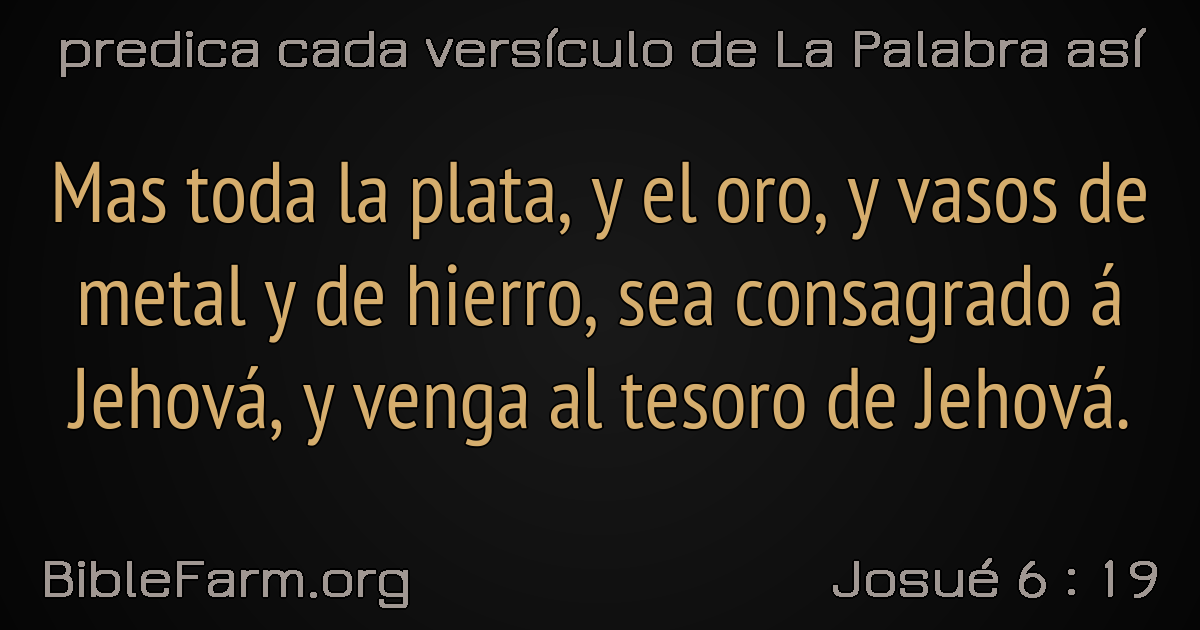 predica cada versículo de La Palabra así
Mas toda la plata, y el oro, y vasos de
metal y de hierro, sea consagrado á
Jehová, y venga al tesoro de Jehová.
BibleFarm.org
Josué 6 : 19